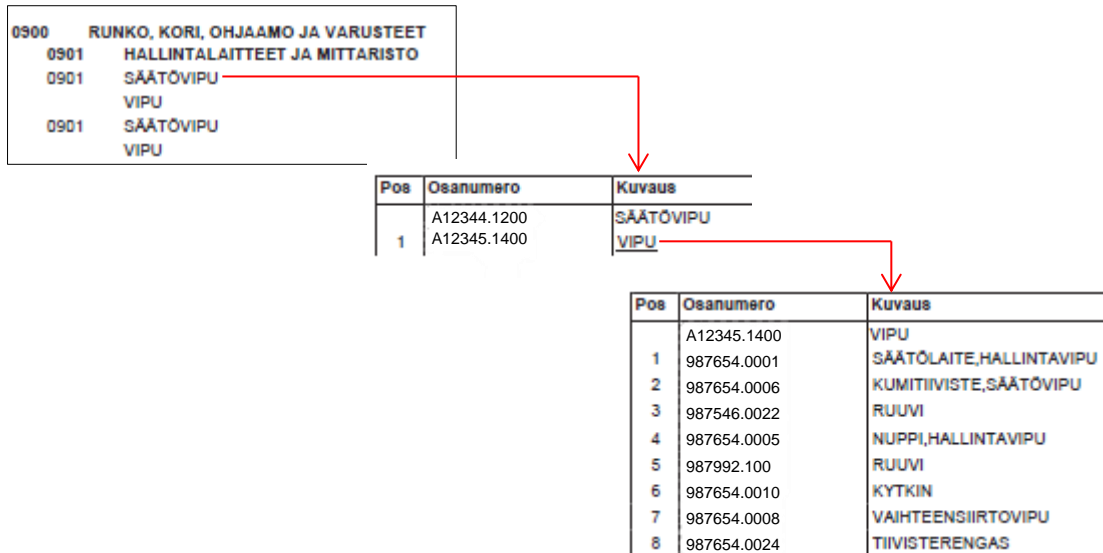 0900 RUNKO, KORI, OHJAAMO JA VARUSTEET
0901 HALLINTALAITTEET JA MITTARISTO
0901 SÄÄTÖVIPU
VIPU
0901 SÄÄTÖVIPU
VIPU
Pos Osanumero Kuvaus
A12344.1200 SÄÄTÖVIPU
1 A12345.1400 VIPU
Pos Osanumero Kuvaus
A12345.1400 VIPU
1 987654.0001 SÄÄTÖLAITE,HALLINTAVIPU
2 987654.0006 KUMITIIVISTE,SÄÄTÖVIPU
3 987546.0022 RUUVI
4 987654.0005 NUPPI,HALLINTAVIPU
5 987992.100 RUUVI
6 987654.0010 KYTKIN
7 987654.0008 VAIHTEENSIIRTOVIPU
8 987654.0024 TIIVISTERENGAS